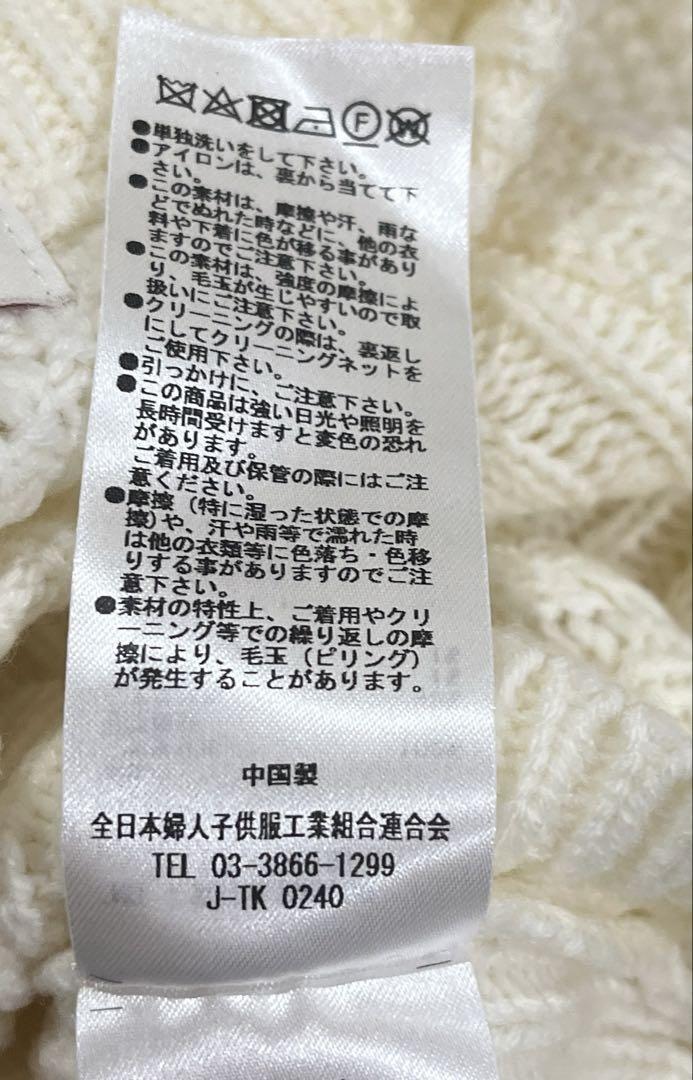 F W
●単独洗いをして下さい。
●アイロンは、裏から当てて下
さい。
●この素材は、摩擦や汗、雨な
どでぬれた時などに、他の衣
料や下着に色が移る事があり
ますのでご注意下さい。
●この素材は、強度の摩擦によ
り、毛玉が生じやすいので取
扱いにご注意下さい。
●クリーニングの際は、裏返し
にしてクリーニングネットを
ご使用下さい。
●引っかけに、ご注意下さい。
●この商品は強い日光や照明を
長時間受けますと変色の恐れ
があります。
ご着用及び保管の際にはご注
意ください。
●摩擦（特に湿った状態での摩
擦)や、汗や雨等で濡れた時
は他の衣類等に色落ち・色移
りする事がありますのでご注
意下さい。
●素材の特性上、ご着用やクリ
ーニング等での繰り返しの摩
擦により、毛玉（ピリング）
が発生することがあります。
中国製
全日本婦人子供服工業組合連合会
TEL 03-3866-1299
J-TK 0240